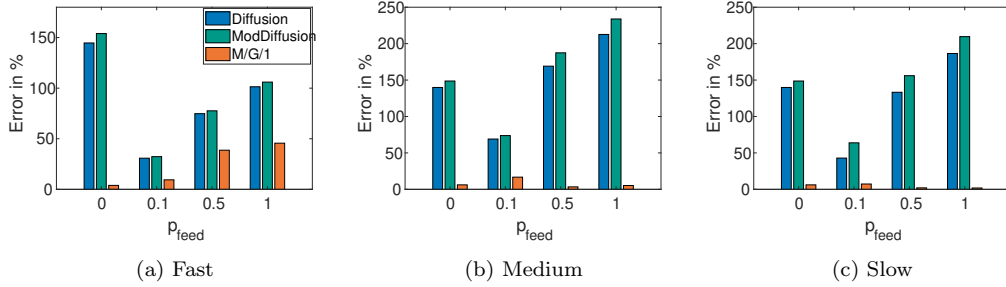 Error in %
150
100
50
0
Diffusion
ModDiffusion
M/G/1
0 0.1 0.5 1
p_feed
(a) Fast
Error in %
250
200
150
100
50
0
0 0.1 0.5 1
p_feed
(b) Medium
Error in %
250
200
150
100
50
0
0 0.1 0.5 1
p_feed
(c) Slow